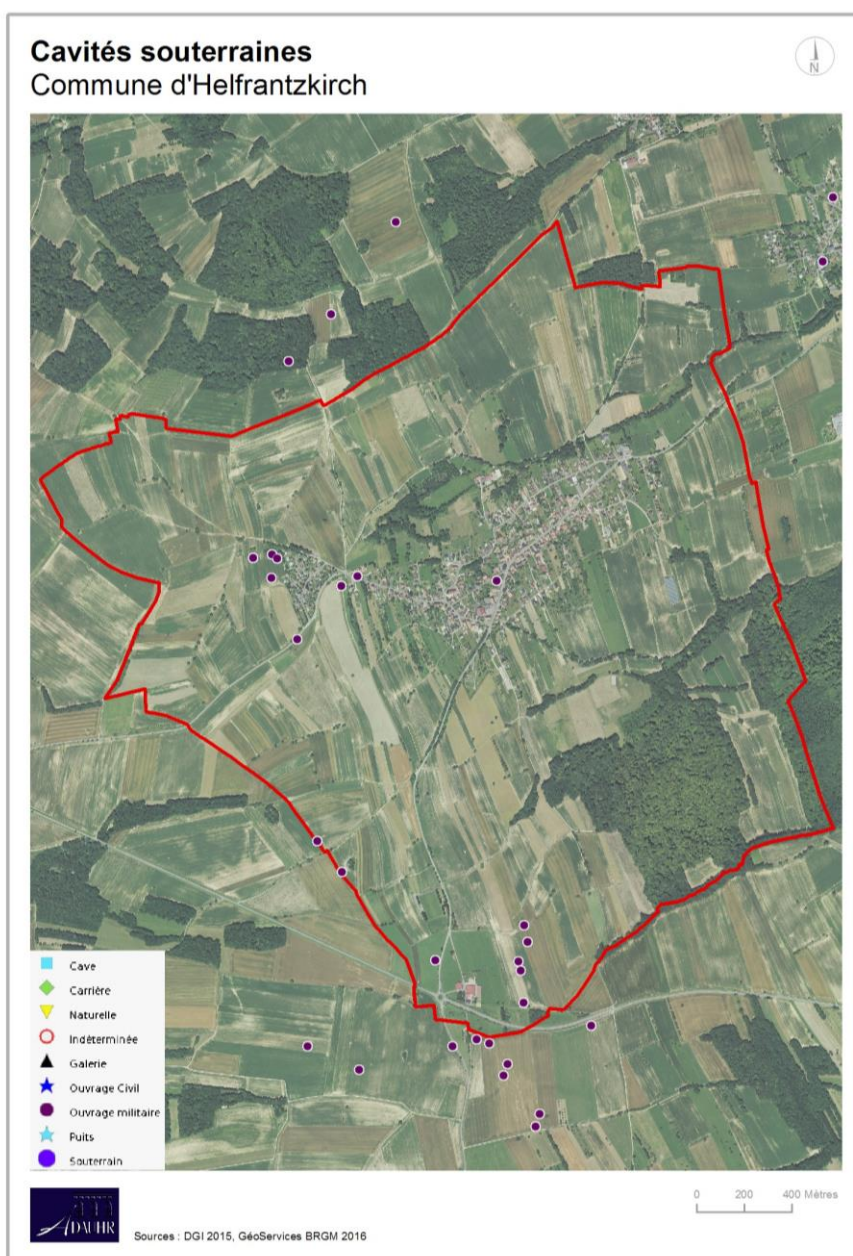 Cavités souterraines
Commune d'Helfrantzkirch
N
Cave
Carrière
Naturelle
Indéterminée
Galerie
Ouvrage Civil
Ouvrage militaire
Puits
Souterrain
0 200 400 Mètres
ADAUHR
Sources : DGI 2015, GéoServices BRGM 2016